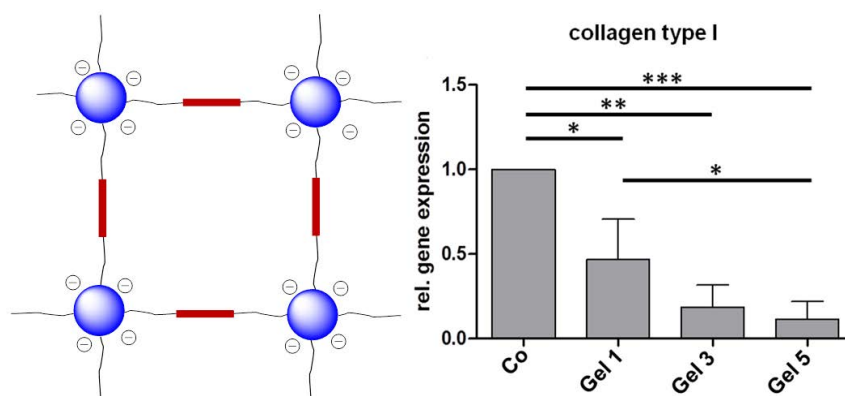 collagen type I
rel. gene expression
1.5
1.0
0.5
0.0
***
**
*
*
Co
Gel 1
Gel 3
Gel 5
⊖ ⊖ ⊖ ⊖
⊖ ⊖ ⊖ ⊖
⊖ ⊖ ⊖ ⊖
⊖ ⊖ ⊖ ⊖